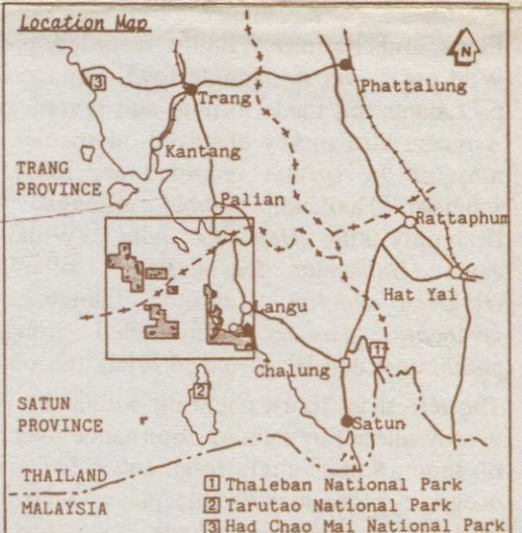 Location Map
N
3
Trang
Phattalung
Kantang
TRANG
PROVINCE
Palian
Rattaphum
Hat Yai
Langu
1
Chalung
2
SATUN
PROVINCE
Satun
THAILAND
MALAYSIA
1 Thaleban National Park
2 Tarutao National Park
3 Had Chao Mai National Park